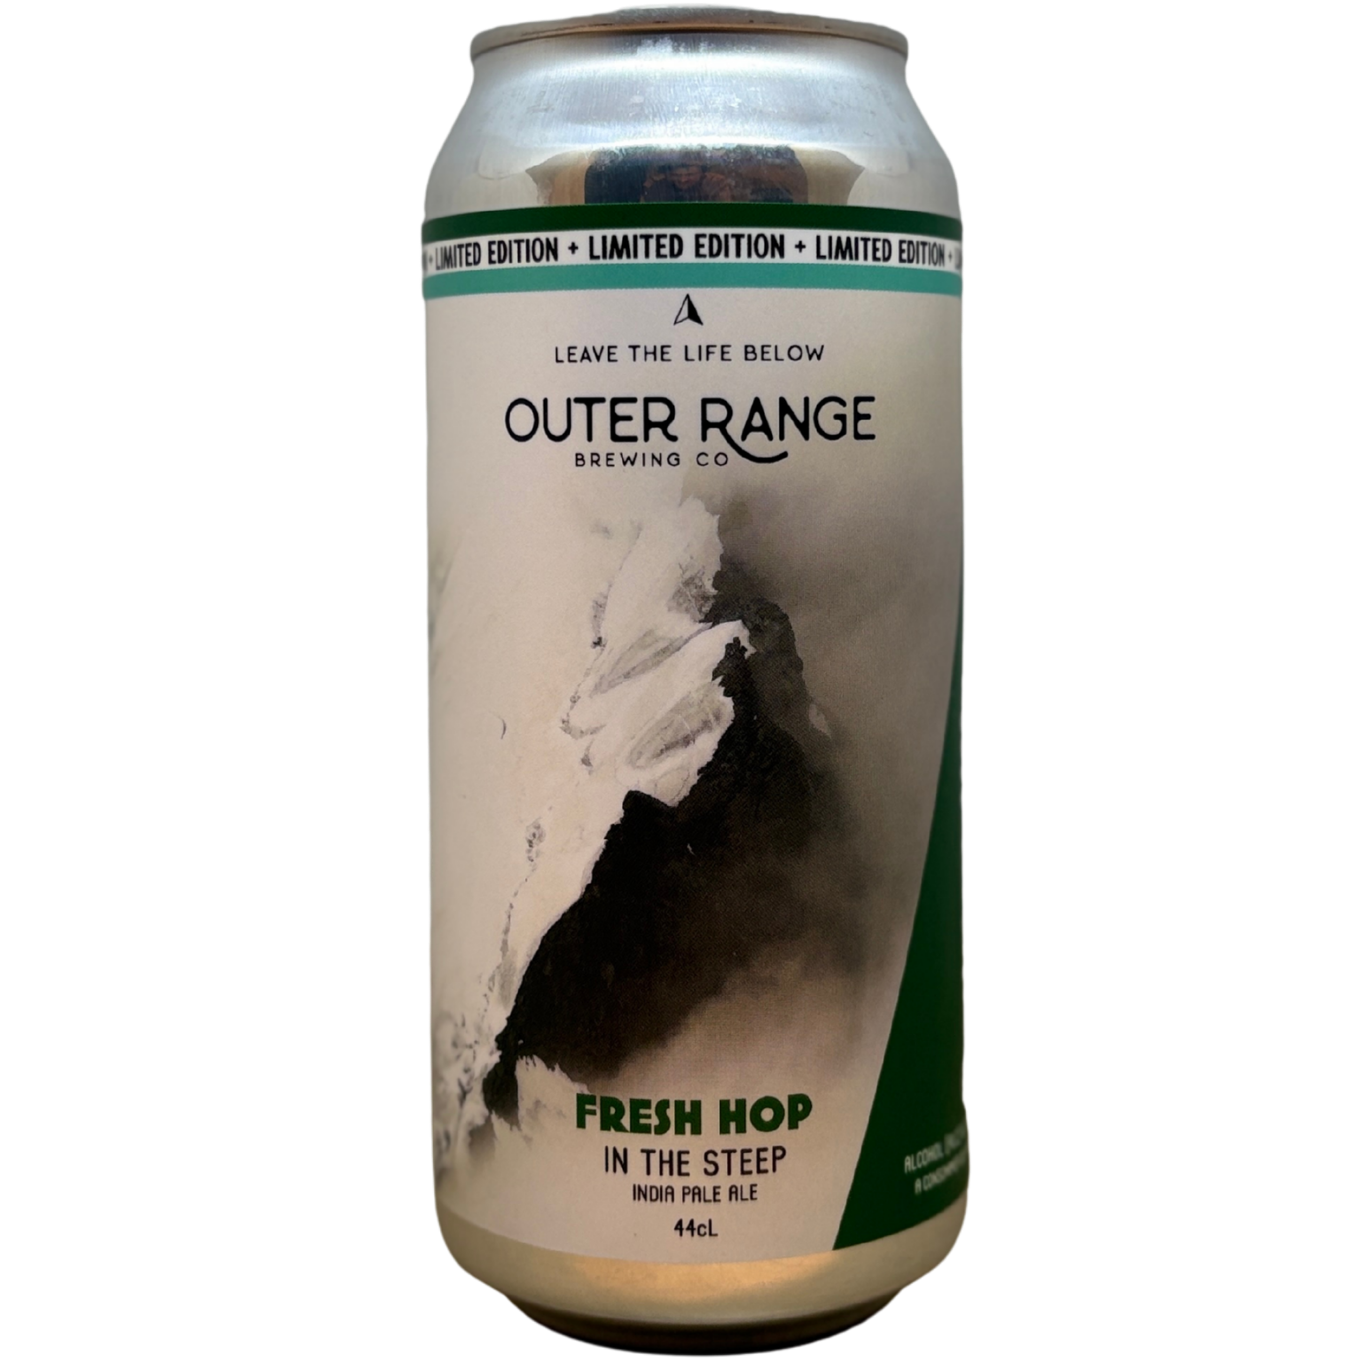 + LIMITED EDITION + LIMITED EDITION + LIMITED EDITION +
LEAVE THE LIFE BELOW
OUTER RANGE
BREWING CO
FRESH HOP
IN THE STEEP
INDIA PALE ALE
44cL
ALCOHOL
A